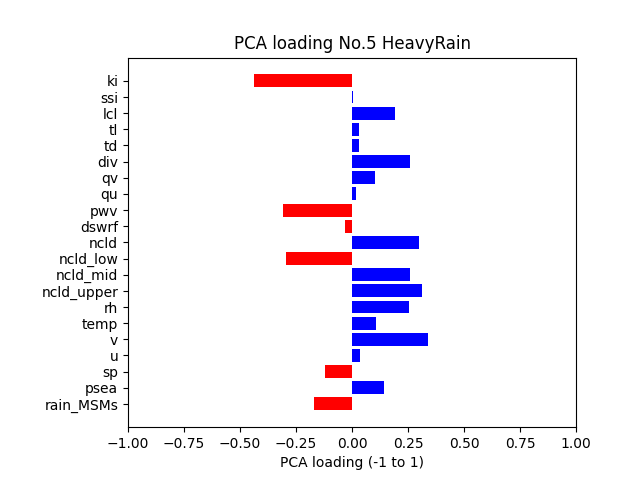 PCA loading No.5 HeavyRain
ki
ssi
lcl
tl
td
div
qv
qu
pwv
dswrf
ncld
ncld_low
ncld_mid
ncld_upper
rh
temp
v
u
sp
psea
rain_MSMs
−1.00 −0.75 −0.50 −0.25 0.00 0.25 0.50 0.75 1.00
PCA loading (-1 to 1)